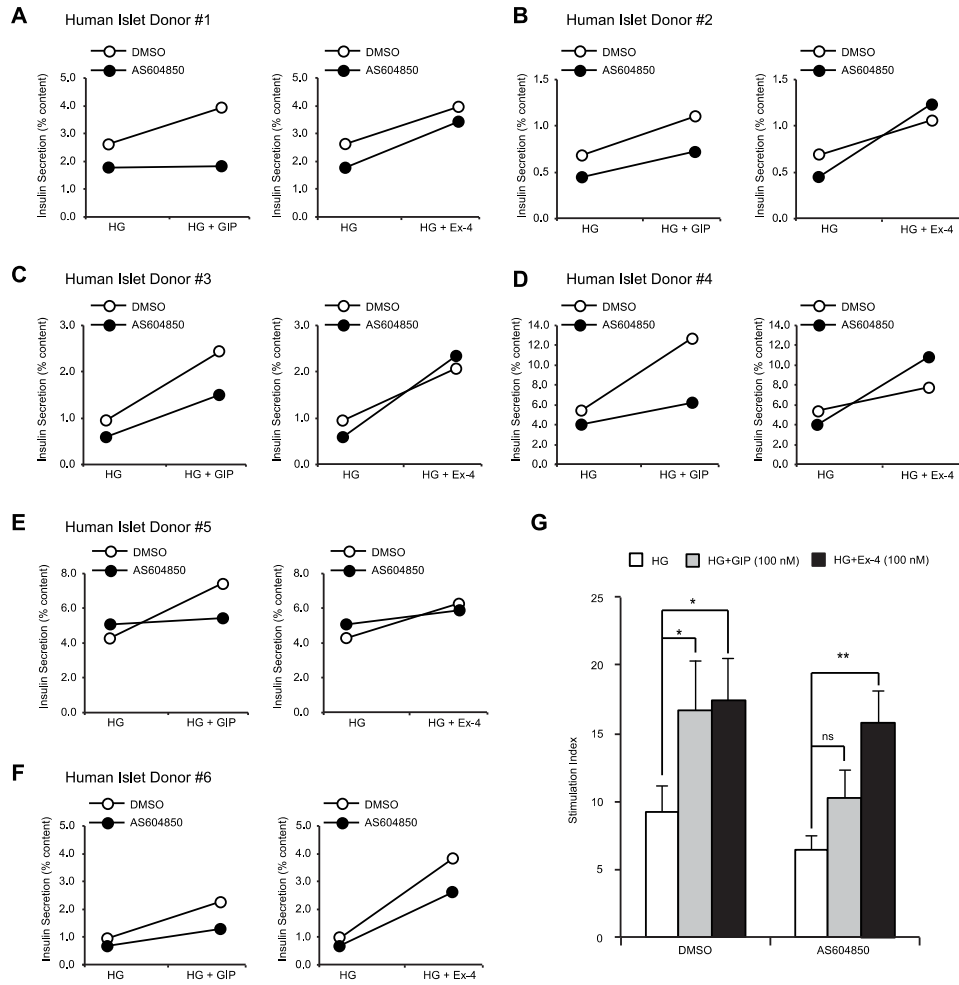 A Human Islet Donor #1
DMSO
AS604850
Insulin Secretion (% content)
5.0
4.0
3.0
2.0
1.0
0.0
HG HG + GIP
DMSO
AS604850
Insulin Secretion (% content)
5.0
4.0
3.0
2.0
1.0
0.0
HG HG + Ex-4
B Human Islet Donor #2
DMSO
AS604850
Insulin Secretion (% content)
1.5
1.0
0.5
0.0
HG HG + GIP
DMSO
AS604850
Insulin Secretion (% content)
1.5
1.0
0.5
0.0
HG HG + Ex-4
C Human Islet Donor #3
DMSO
AS604850
Insulin Secretion (% content)
3.0
2.0
1.0
0.0
HG HG + GIP
DMSO
AS604850
Insulin Secretion (% content)
3.0
2.0
1.0
0.0
HG HG + Ex-4
D Human Islet Donor #4
DMSO
AS604850
Insulin Secretion (% content)
14.0
12.0
10.0
8.0
6.0
4.0
2.0
0.0
HG HG + GIP
DMSO
AS604850
Insulin Secretion (% content)
14.0
12.0
10.0
8.0
6.0
4.0
2.0
0.0
HG HG + Ex-4
E Human Islet Donor #5
DMSO
AS604850
Insulin Secretion (% content)
8.0
6.0
4.0
2.0
0.0
HG HG + GIP
DMSO
AS604850
Insulin Secretion (% content)
8.0
6.0
4.0
2.0
0.0
HG HG + Ex-4
F Human Islet Donor #6
DMSO
AS604850
Insulin Secretion (% content)
5.0
4.0
3.0
2.0
1.0
0.0
HG HG + GIP
DMSO
AS604850
Insulin Secretion (% content)
5.0
4.0
3.0
2.0
1.0
0.0
HG HG + Ex-4
G
HG HG+GIP (100 nM) HG+Ex-4 (100 nM)
Stimulation Index
25
20
15
10
5
0
*
*
**
ns
DMSO AS604850